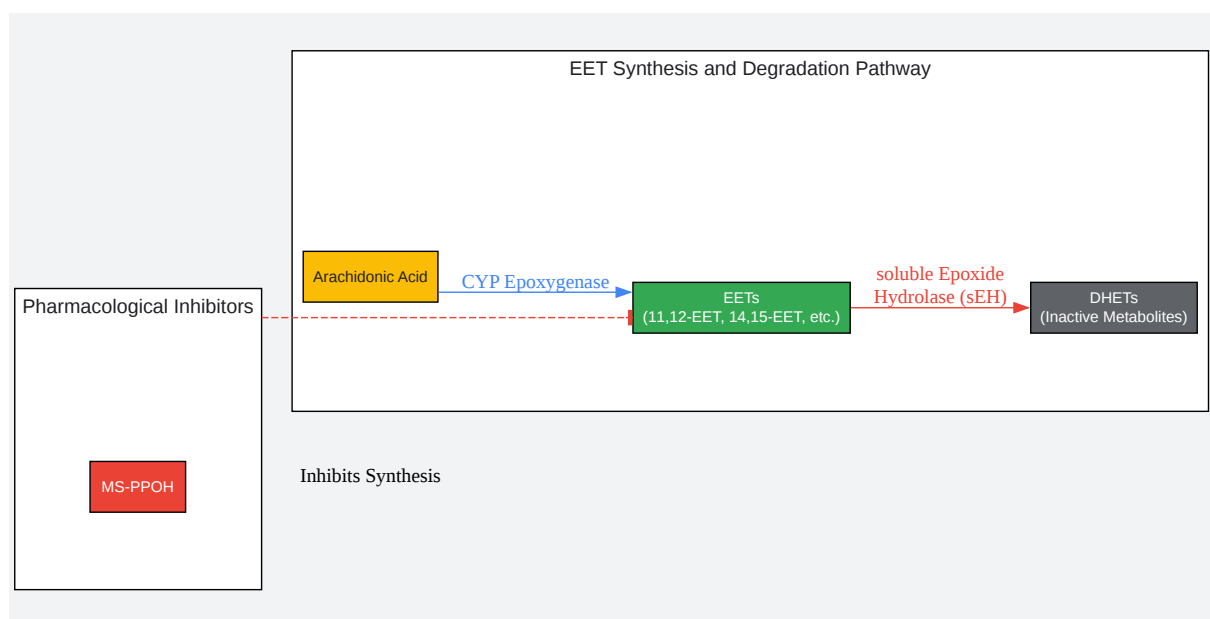 EET Synthesis and Degradation Pathway
Arachidonic Acid
CYP Epoxygenase
EETs
(11,12-EET, 14,15-EET, etc.)
soluble Epoxide
Hydrolase (sEH)
DHETs
(Inactive Metabolites)
Pharmacological Inhibitors
MS-PPOH
Inhibits Synthesis